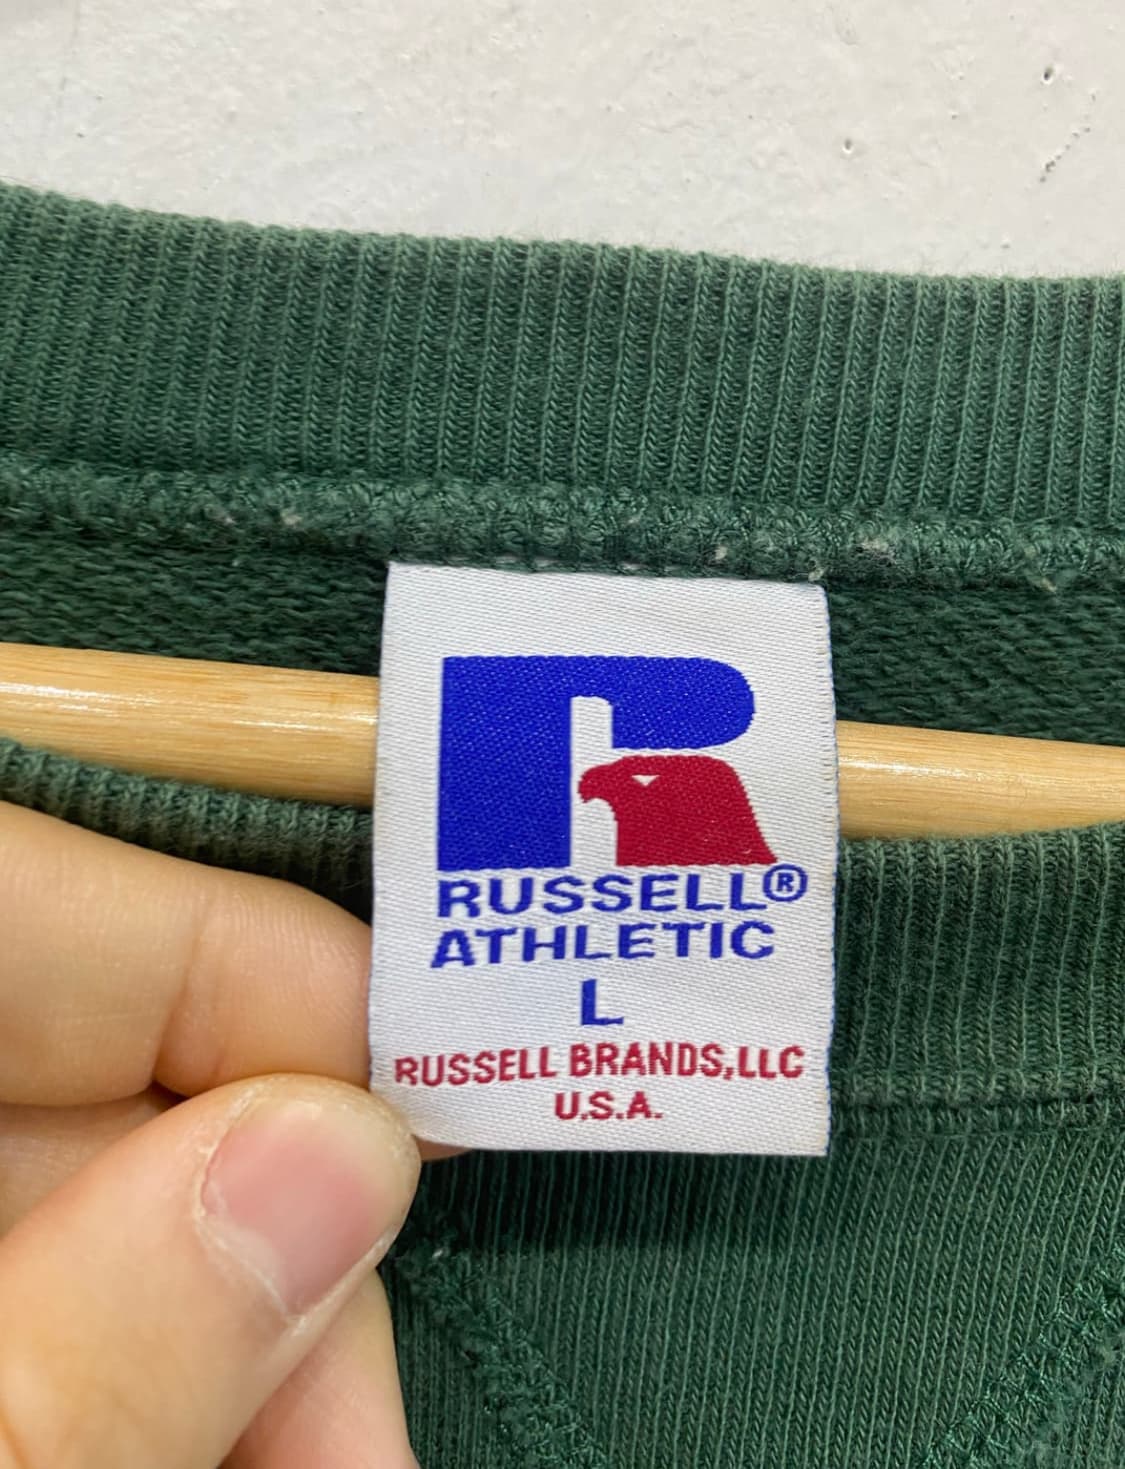 RUSSELL®
ATHLETIC
L
RUSSELL BRANDS,LLC
U.S.A.